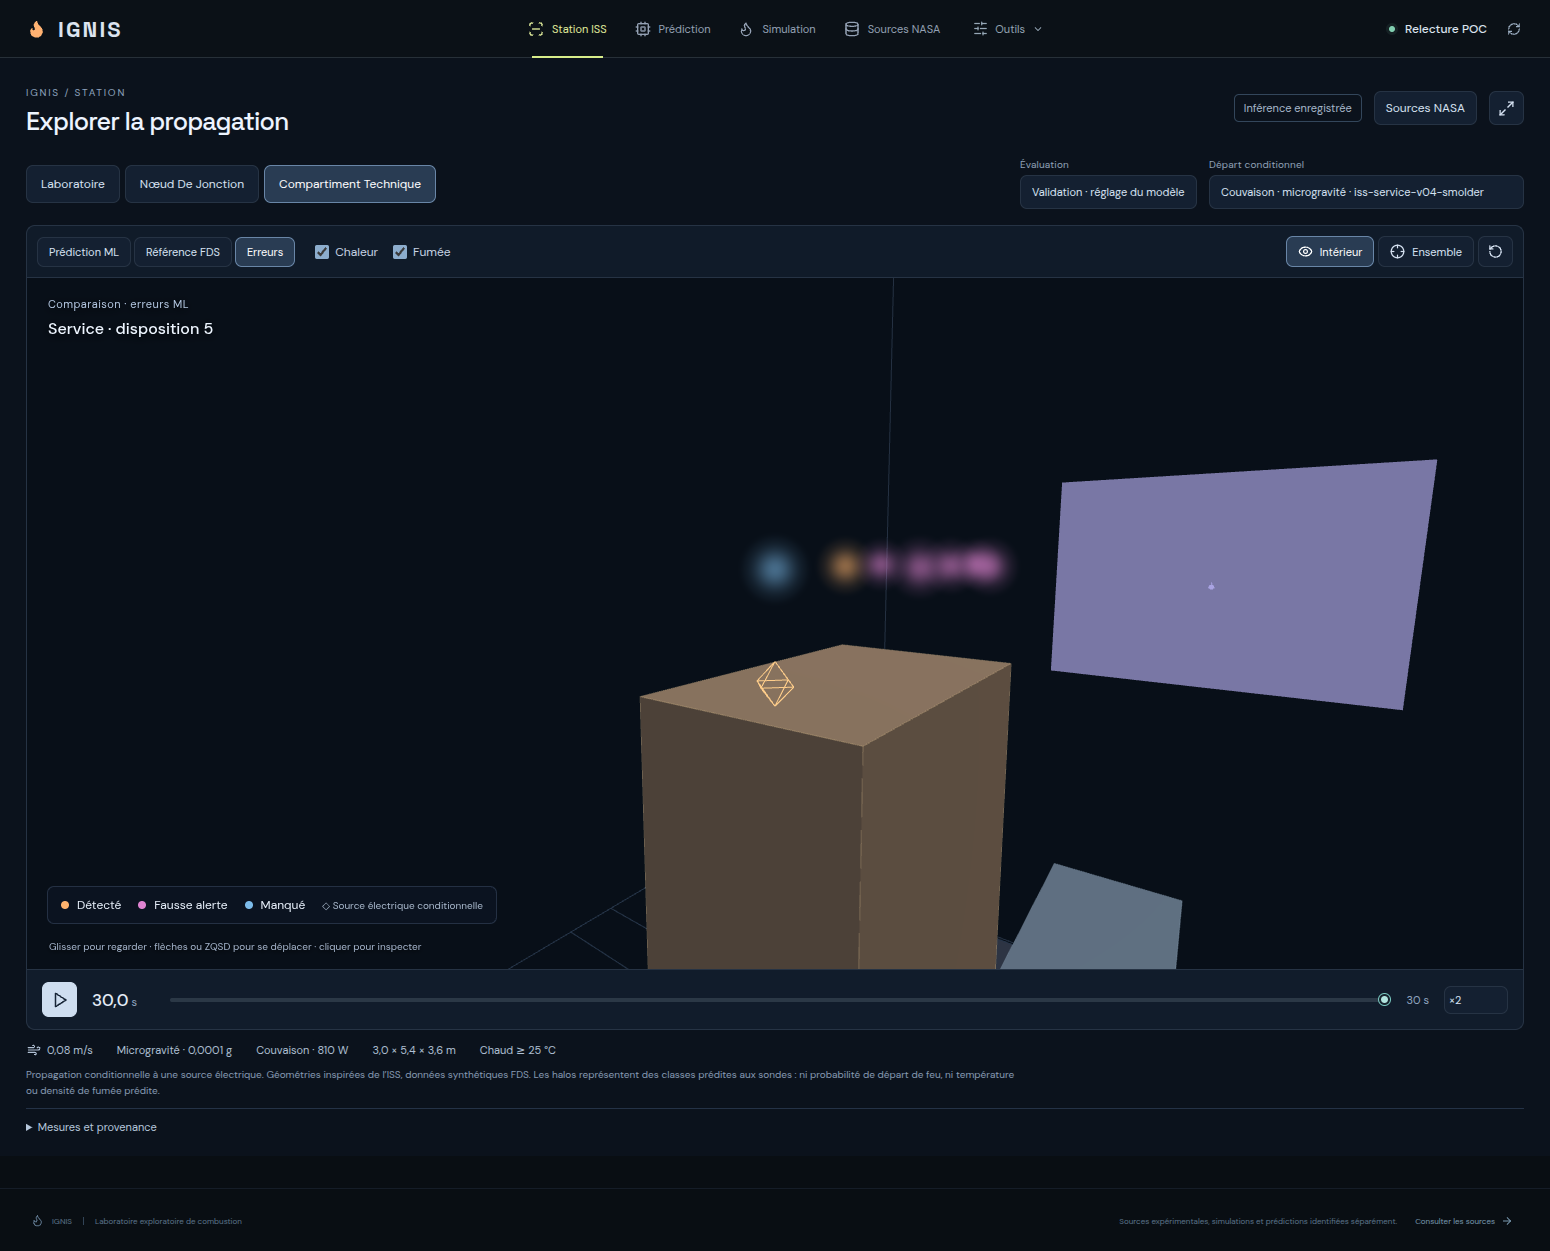 IGNIS
Station ISS
Prédiction
Simulation
Sources NASA
Outils
Relecture POC
IGNIS / STATION
Explorer la propagation
Inférence enregistrée
Sources NASA
Laboratoire
Nœud De Jonction
Compartiment Technique
Évaluation
Validation · réglage du modèle
Départ conditionnel
Couvaison · microgravité · iss-service-v04-smolder
Prédiction ML
Référence FDS
Erreurs
Chaleur
Fumée
Intérieur
Ensemble
Comparaison · erreurs ML
Service · disposition 5
Détecté
Fausse alerte
Manqué
◇ Source électrique conditionnelle
Glisser pour regarder · flèches ou ZQSD pour se déplacer · cliquer pour inspecter
30,0 s
30 s
×2
0,08 m/s
Microgravité · 0,0001 g
Couvaison · 810 W
3,0 × 5,4 × 3,6 m
Chaud ≥ 25 °C
Propagation conditionnelle à une source électrique. Géométries inspirées de l'ISS, données synthétiques FDS. Les halos représentent des classes prédites aux sondes : ni probabilité de départ de feu, ni température
ou densité de fumée prédite.
Mesures et provenance
IGNIS | Laboratoire exploratoire de combustion
Sources expérimentales, simulations et prédictions identifiées séparément.
Consulter les sources